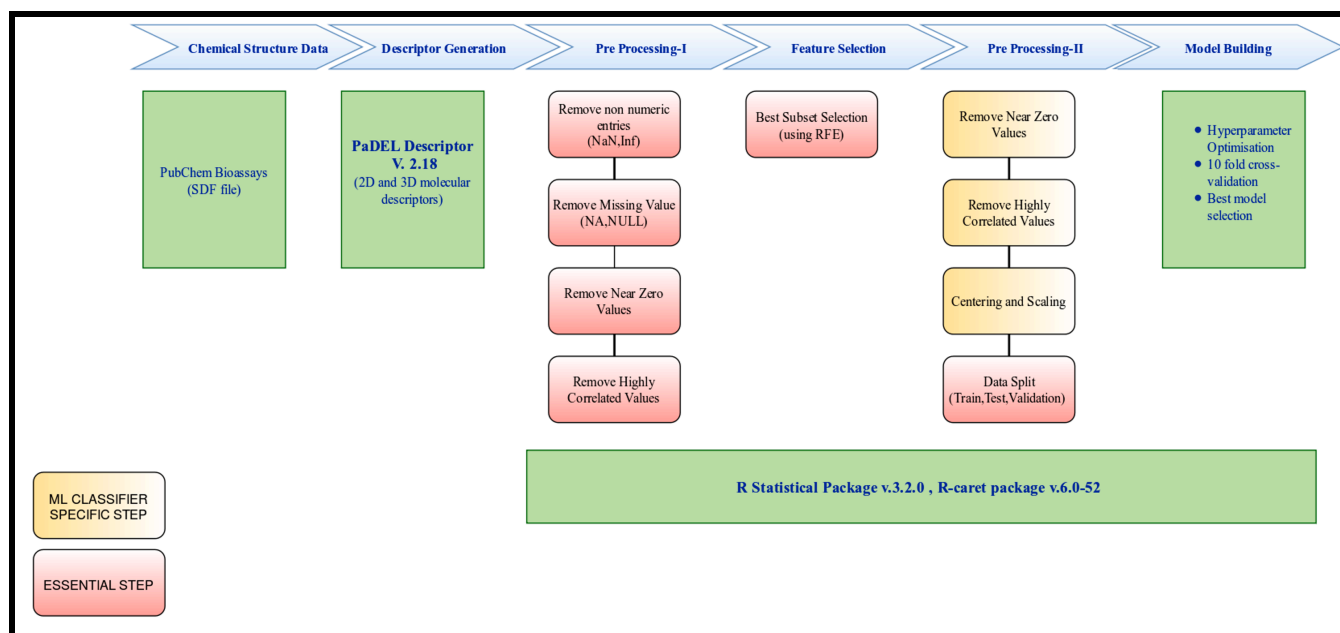 Chemical Structure Data
Descriptor Generation
Pre Processing-I
Feature Selection
Pre Processing-II
Model Building
PubChem Bioassays
(SDF file)
PaDEL Descriptor
V. 2.18
(2D and 3D molecular
descriptors)
Remove non numeric
entries
(NaN,Inf)
Remove Missing Value
(NA,NULL)
Remove Near Zero
Values
Remove Highly
Correlated Values
Best Subset Selection
(using RFE)
Remove Near Zero
Values
Remove Highly
Correlated Values
Centering and Scaling
Data Split
(Train,Test,Validation)
● Hyperparameter
Optimisation
● 10 fold cross-
validation
● Best model
selection
R Statistical Package v.3.2.0 , R-caret package v.6.0-52
ML CLASSIFIER
SPECIFIC STEP
ESSENTIAL STEP